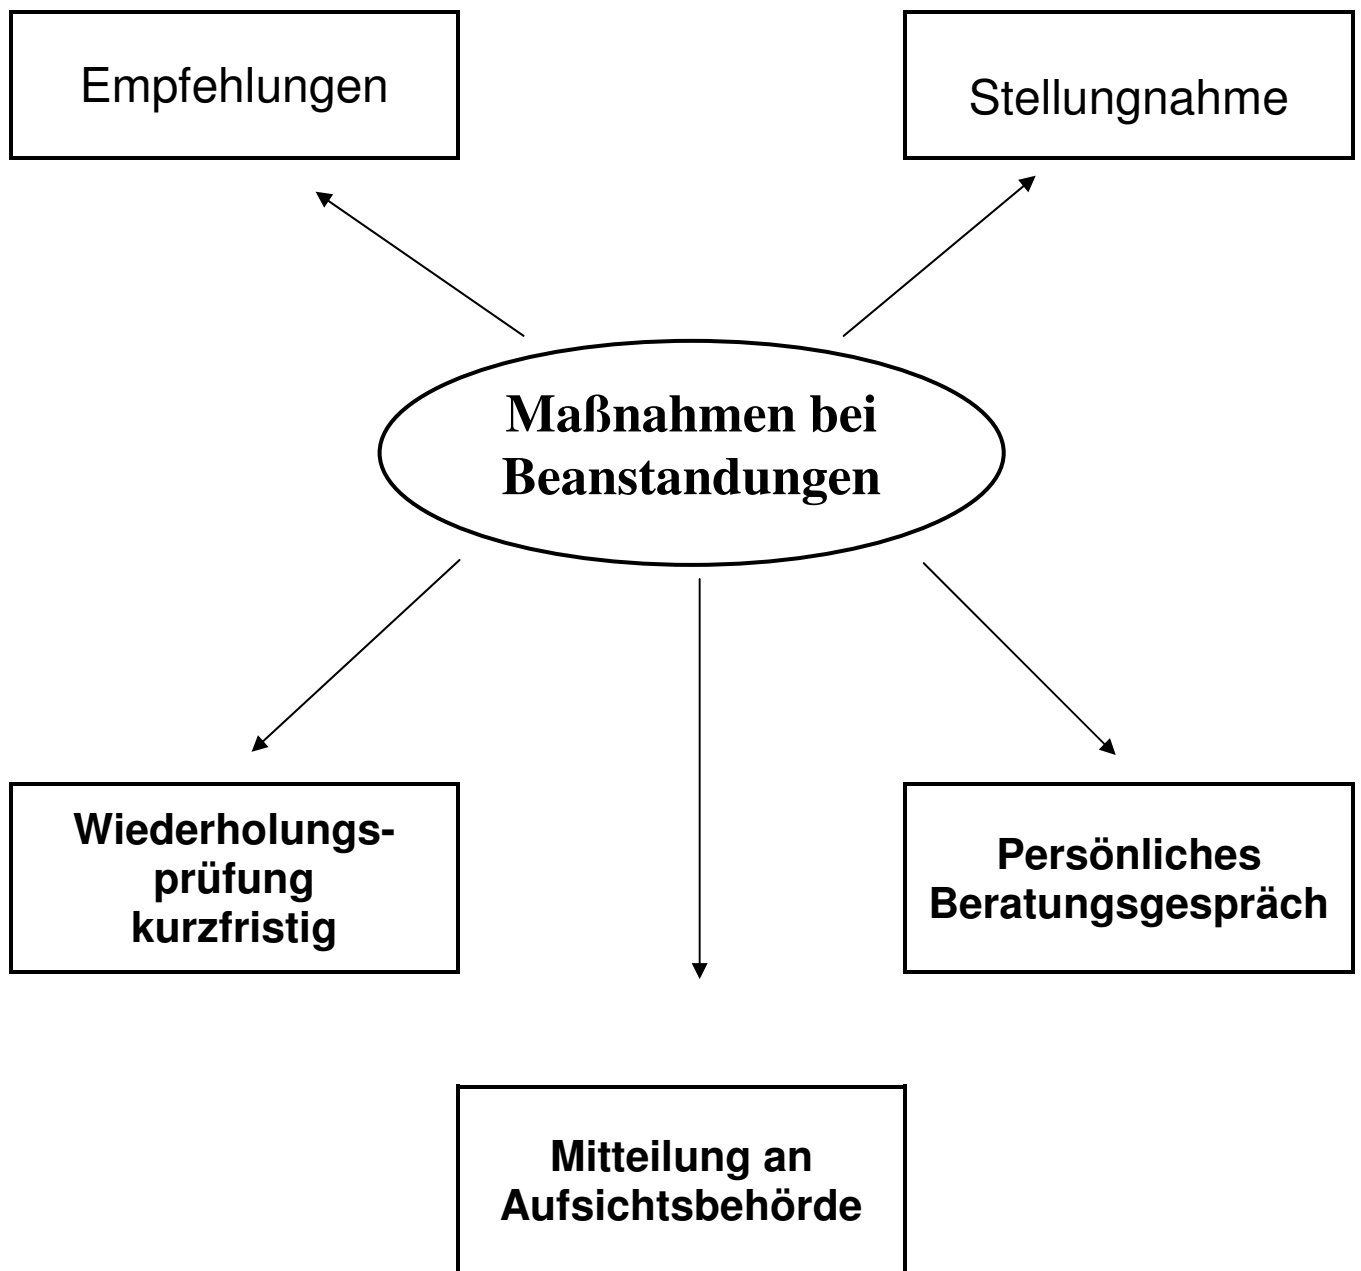 Empfehlungen
Stellungnahme
Maßnahmen bei
Beanstandungen
Wiederholungs-
prüfung
kurzfristig
Persönliches
Beratungsgespräch
Mitteilung an
Aufsichtsbehörde